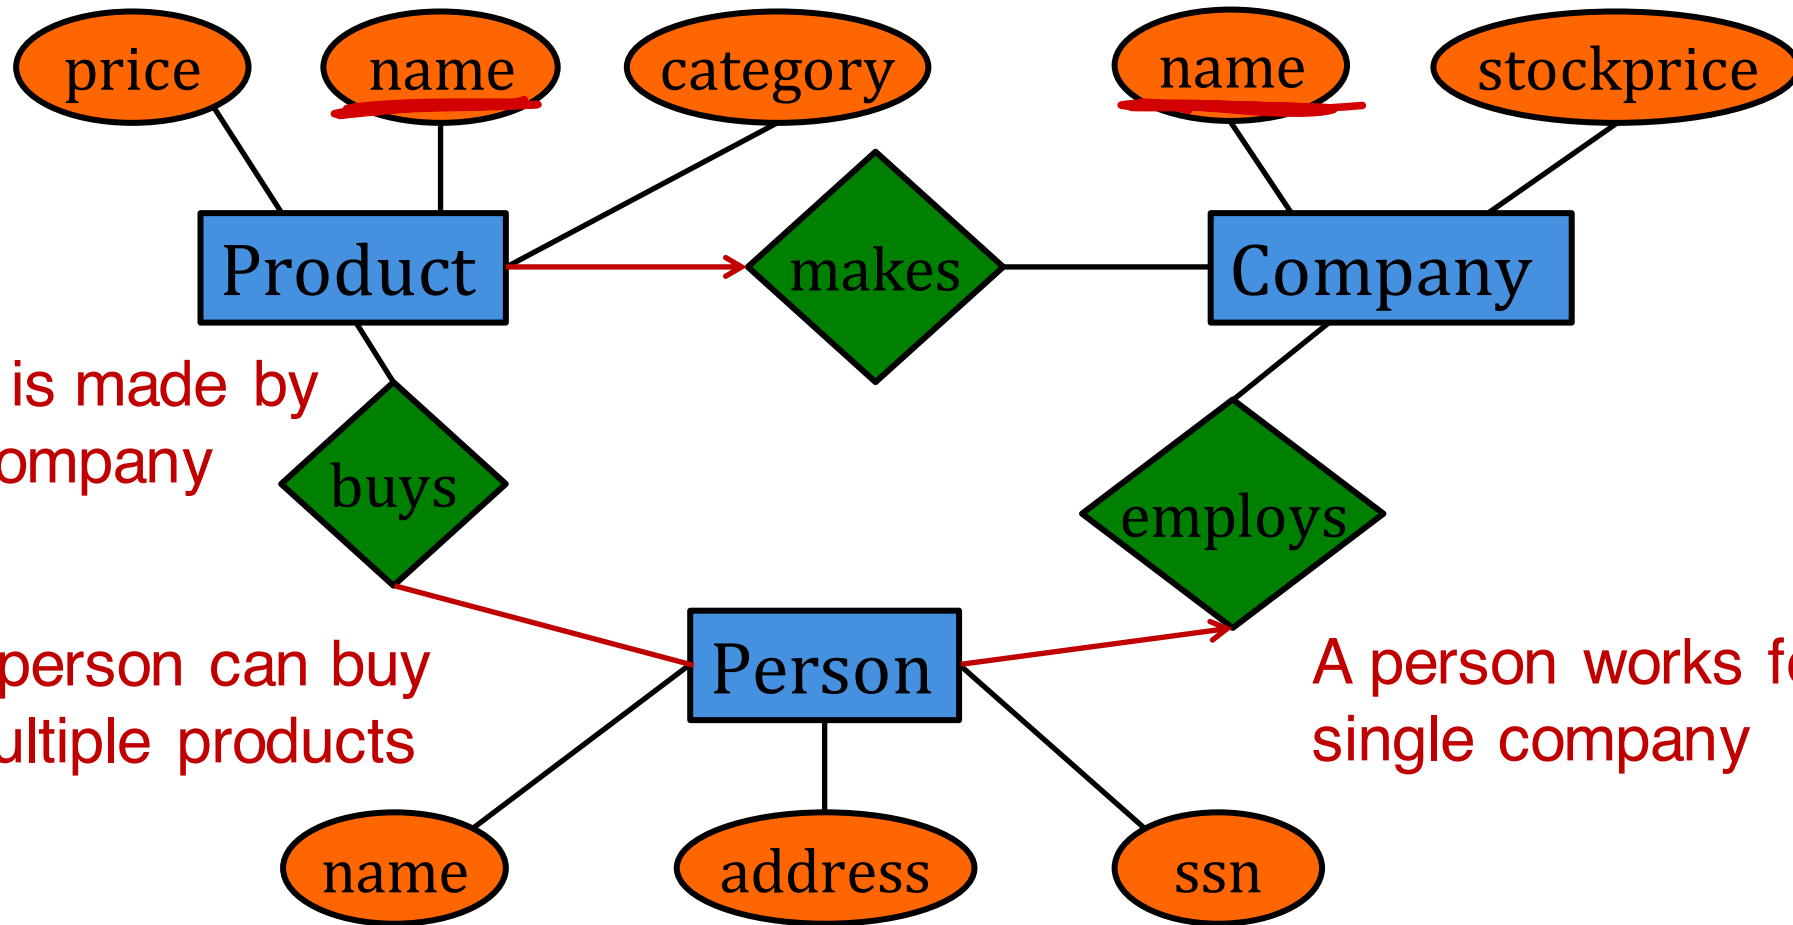 price
name
category
name
stockprice
Product
makes
Company
is made by
ompany
buys
employs
person can buy
ultiple products
Person
A person works fo
single company
name
address
ssn